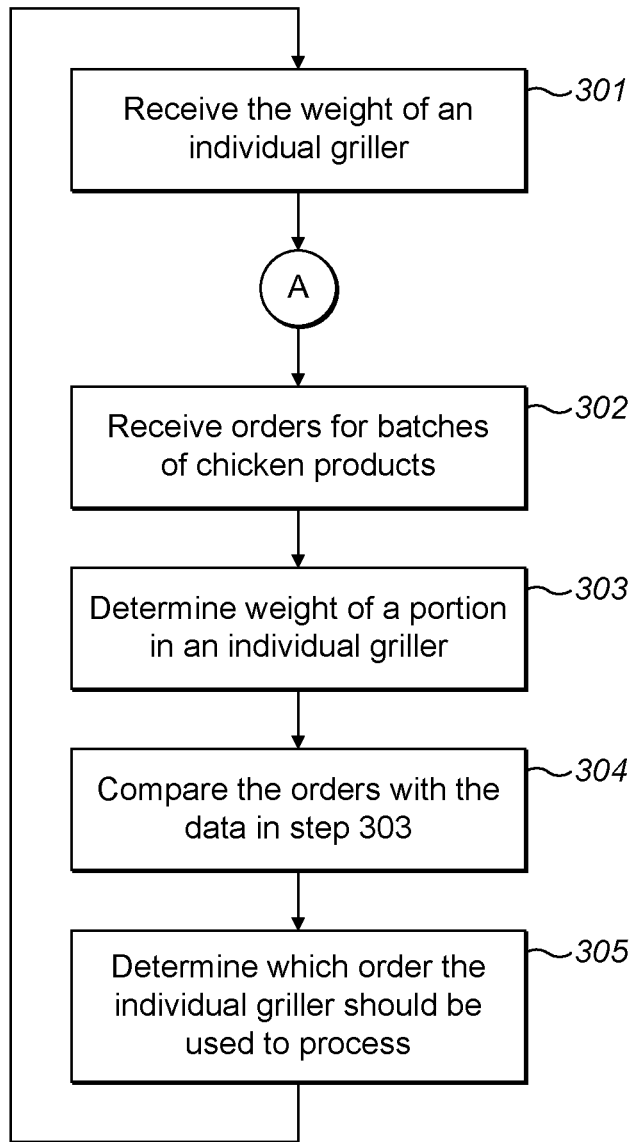 Receive the weight of an
individual griller
301
A
Receive orders for batches
of chicken products
302
Determine weight of a portion
in an individual griller
303
Compare the orders with the
data in step 303
304
Determine which order the
individual griller should be
used to process
305